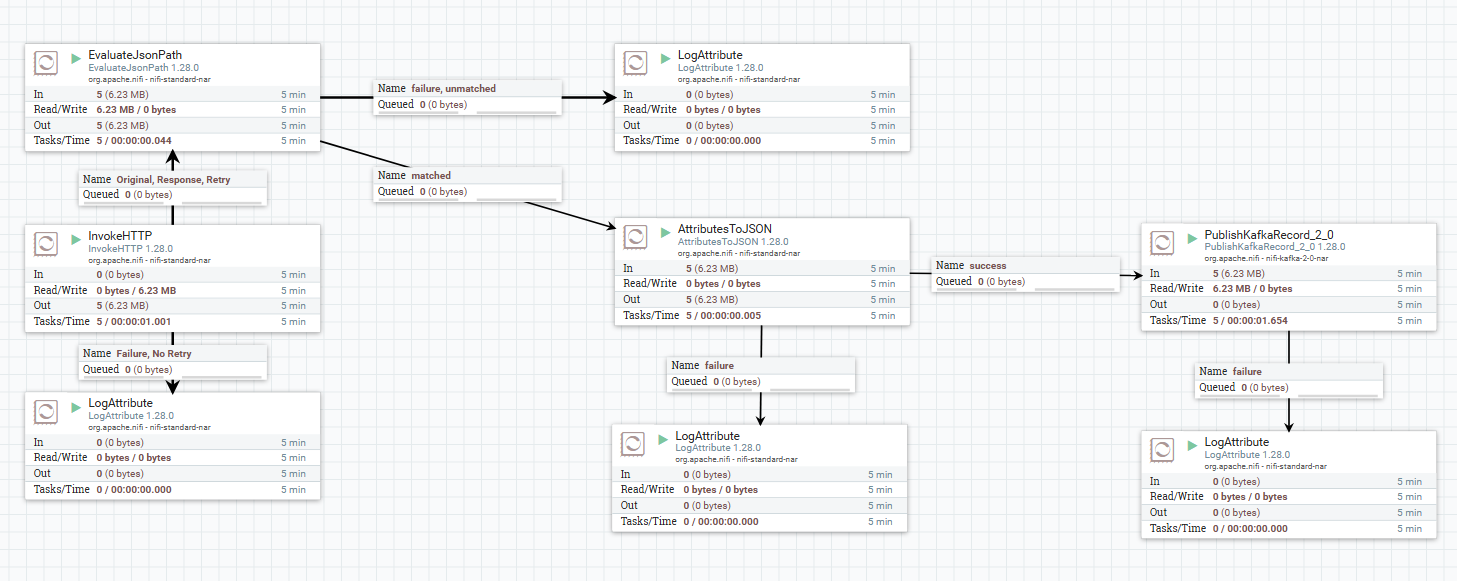 EvaluateJsonPath
EvaluateJsonPath 1.28.0
org.apache.nifi - nifi-standard-nar
In 5 (6.23 MB) 5 min
Read/Write 6.23 MB / 0 bytes 5 min
Out 5 (6.23 MB) 5 min
Tasks/Time 5 / 00:00:00.044 5 min
Name failure, unmatched
Queued 0 (0 bytes)
LogAttribute
LogAttribute 1.28.0
org.apache.nifi - nifi-standard-nar
In 0 (0 bytes) 5 min
Read/Write 0 bytes / 0 bytes 5 min
Out 0 (0 bytes) 5 min
Tasks/Time 0 / 00:00:00.000 5 min
Name Original, Response, Retry
Queued 0 (0 bytes)
Name matched
Queued 0 (0 bytes)
InvokeHTTP
InvokeHTTP 1.28.0
org.apache.nifi - nifi-standard-nar
In 0 (0 bytes) 5 min
Read/Write 0 bytes / 6.23 MB 5 min
Out 5 (6.23 MB) 5 min
Tasks/Time 5 / 00:00:01.001 5 min
AttributesToJSON
AttributesToJSON 1.28.0
org.apache.nifi - nifi-standard-nar
In 5 (6.23 MB) 5 min
Read/Write 0 bytes / 0 bytes 5 min
Out 5 (6.23 MB) 5 min
Tasks/Time 5 / 00:00:00.005 5 min
Name success
Queued 0 (0 bytes)
PublishKafkaRecord_2_0
PublishKafkaRecord_2_0 1.28.0
org.apache.nifi - nifi-kafka-2-0-nar
In 5 (6.23 MB) 5 min
Read/Write 6.23 MB / 0 bytes 5 min
Out 0 (0 bytes) 5 min
Tasks/Time 5 / 00:00:01.654 5 min
Name Failure, No Retry
Queued 0 (0 bytes)
Name failure
Queued 0 (0 bytes)
Name failure
Queued 0 (0 bytes)
LogAttribute
LogAttribute 1.28.0
org.apache.nifi - nifi-standard-nar
In 0 (0 bytes) 5 min
Read/Write 0 bytes / 0 bytes 5 min
Out 0 (0 bytes) 5 min
Tasks/Time 0 / 00:00:00.000 5 min
LogAttribute
LogAttribute 1.28.0
org.apache.nifi - nifi-standard-nar
In 0 (0 bytes) 5 min
Read/Write 0 bytes / 0 bytes 5 min
Out 0 (0 bytes) 5 min
Tasks/Time 0 / 00:00:00.000 5 min
LogAttribute
LogAttribute 1.28.0
org.apache.nifi - nifi-standard-nar
In 0 (0 bytes) 5 min
Read/Write 0 bytes / 0 bytes 5 min
Out 0 (0 bytes) 5 min
Tasks/Time 0 / 00:00:00.000 5 min